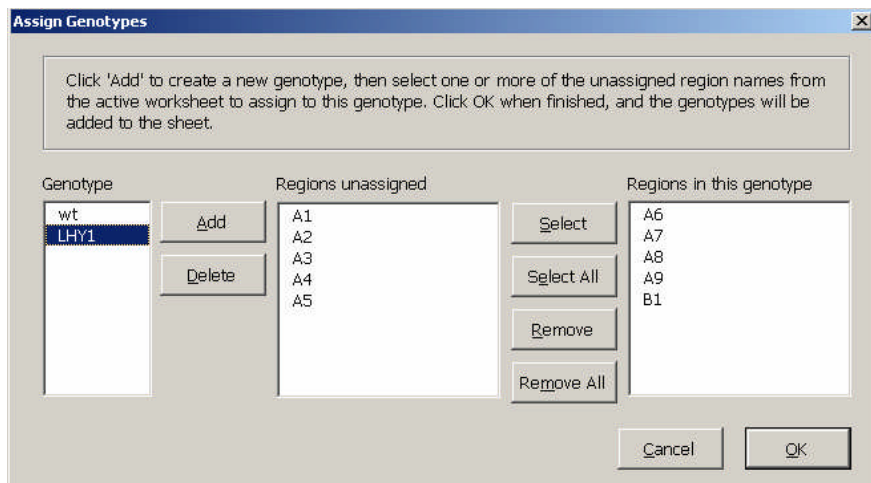 Assign Genotypes
Click 'Add' to create a new genotype, then select one or more of the unassigned region names from
the active worksheet to assign to this genotype. Click OK when finished, and the genotypes will be
added to the sheet.
Genotype
wt
LHY1
Add
Delete
Regions unassigned
A1
A2
A3
A4
A5
Select
Select All
Remove
Remove All
Regions in this genotype
A6
A7
A8
A9
B1
Cancel
OK